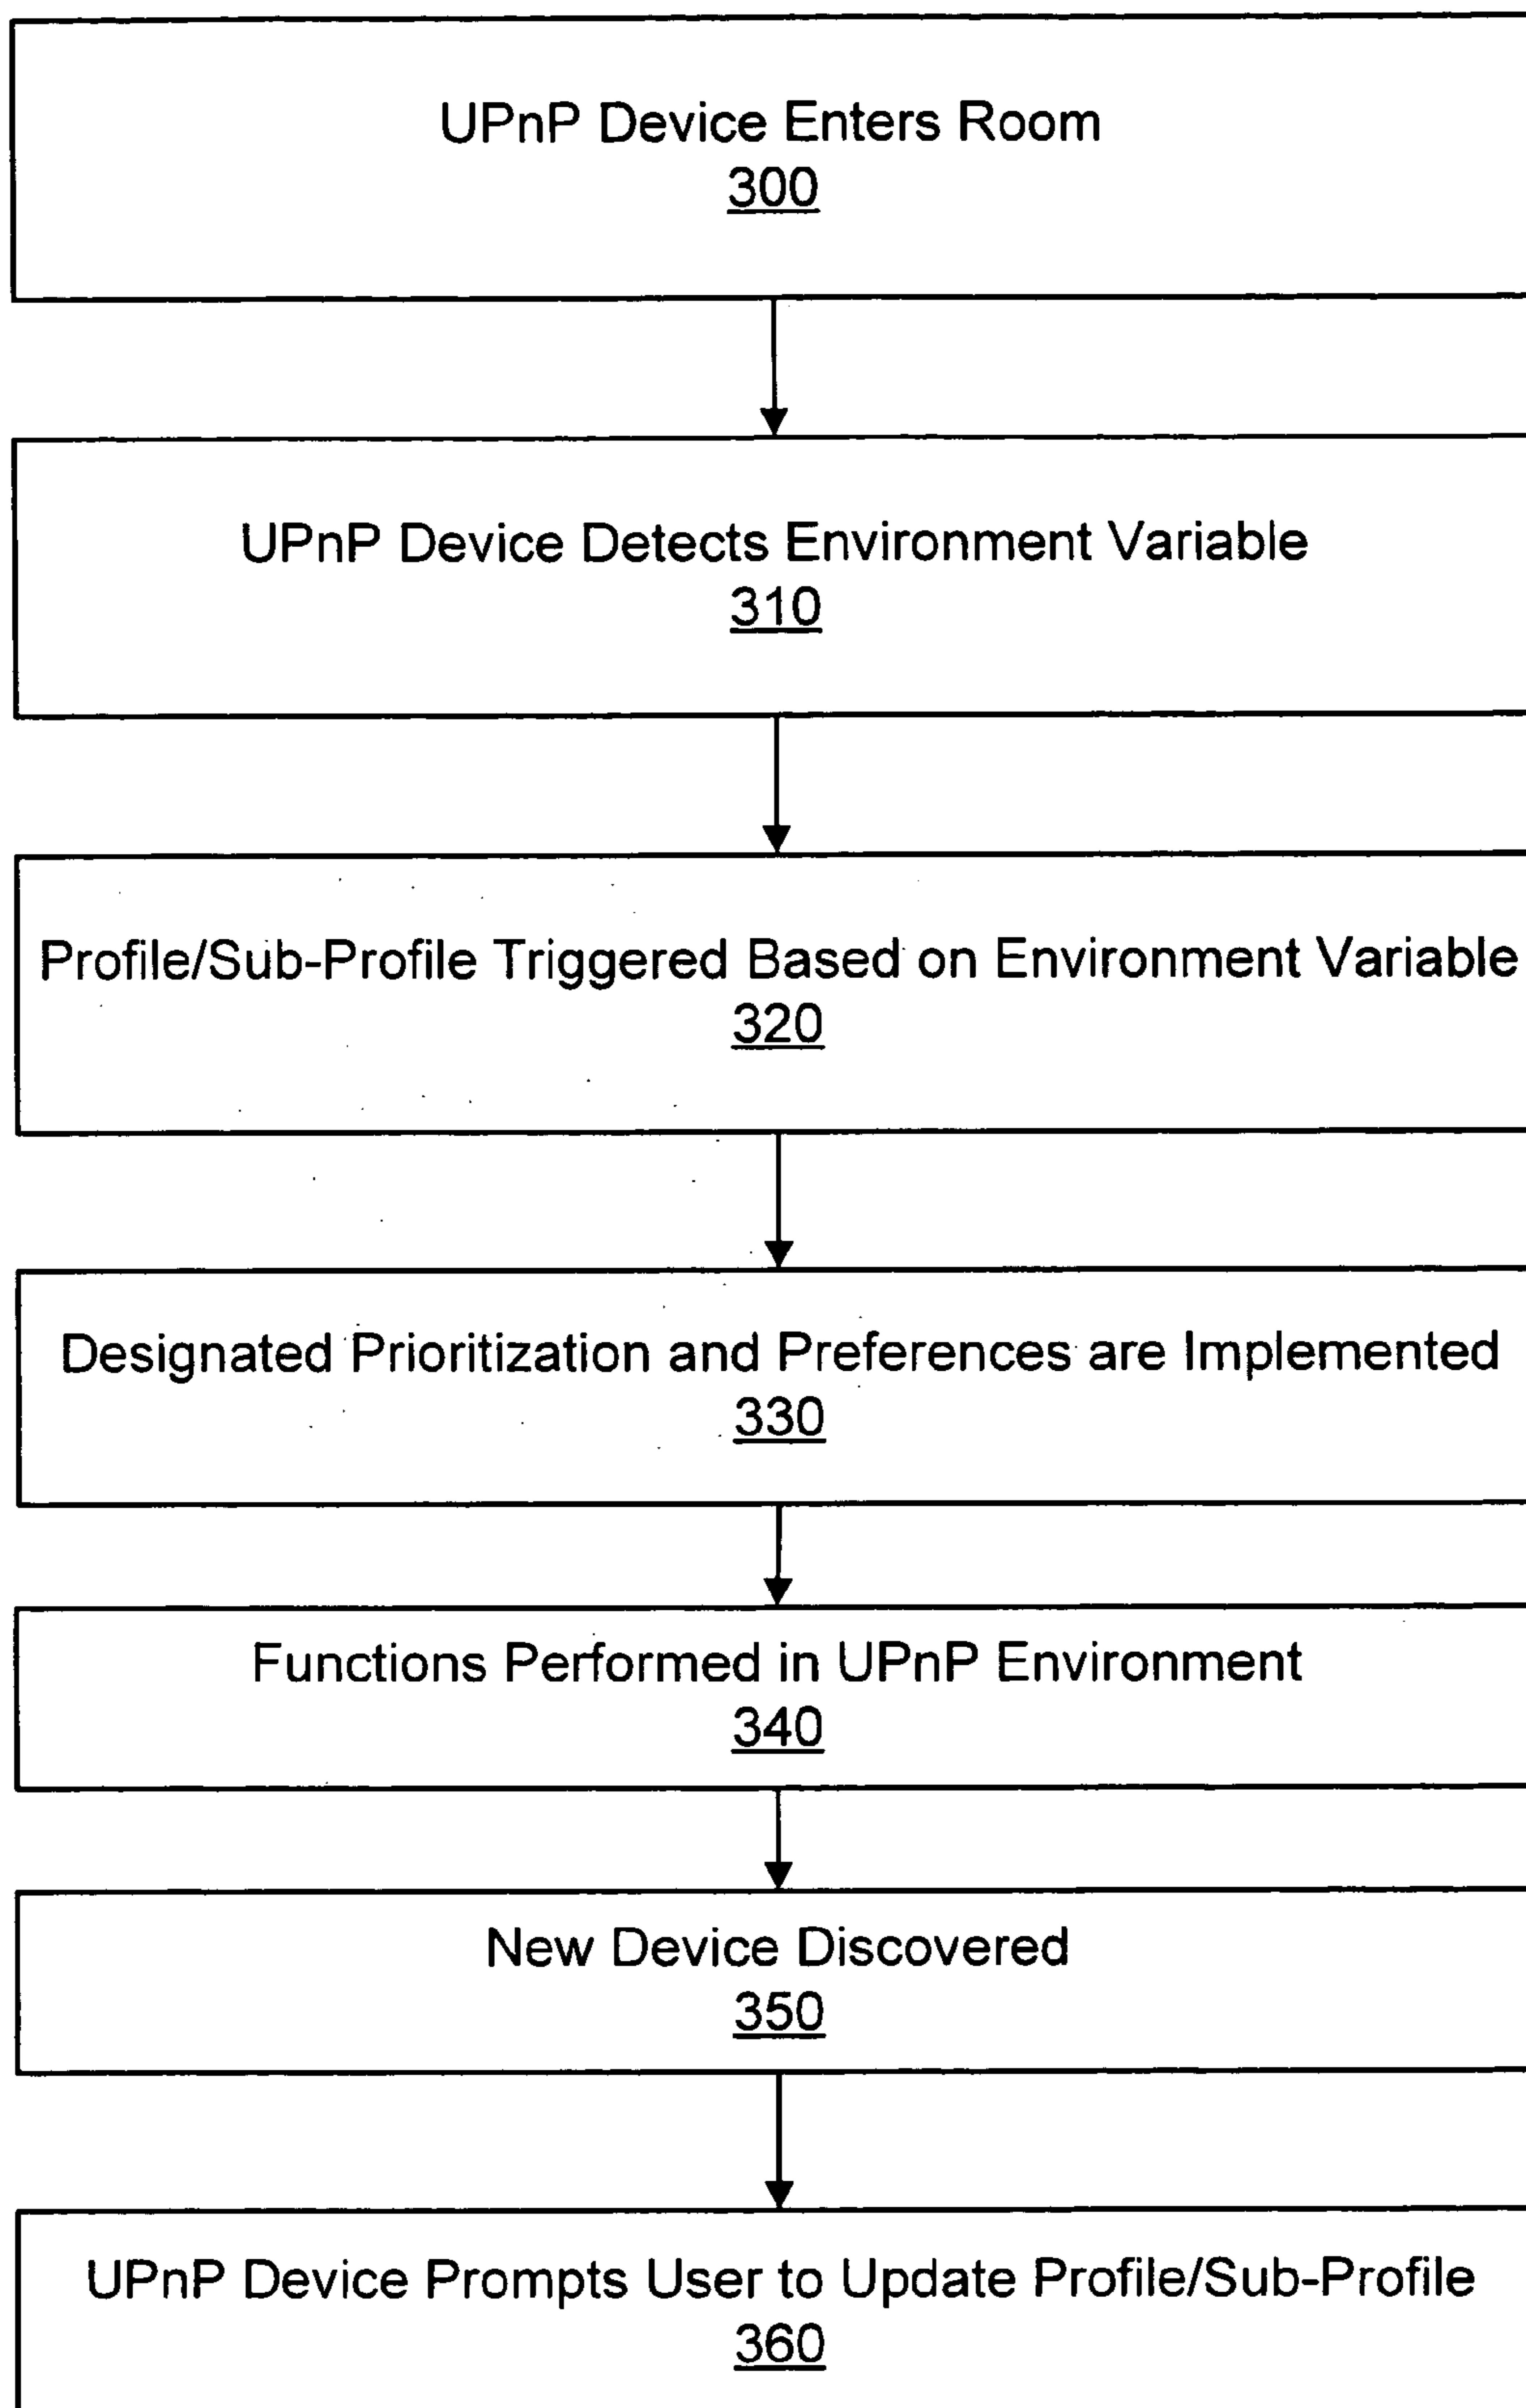 UPnP Device Enters Room
300
UPnP Device Detects Environment Variable
310
Profile/Sub-Profile Triggered Based on Environment Variable
320
Designated Prioritization and Preferences are Implemented
330
Functions Performed in UPnP Environment
340
New Device Discovered
350
UPnP Device Prompts User to Update Profile/Sub-Profile
360